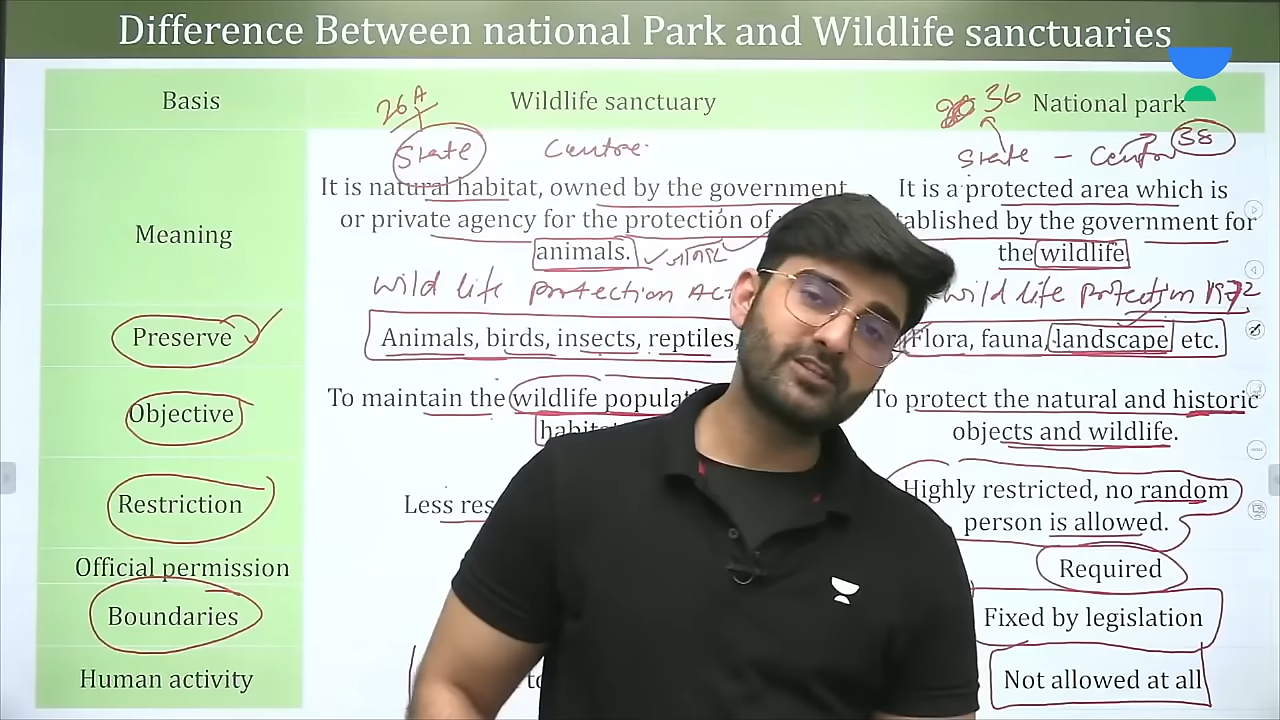 Difference Between national Park and Wildlife sanctuaries
Basis
26 A
Wildlife sanctuary
36
National park
State
Centre
State - Centre
38
Meaning
It is natural habitat, owned by the government
or private agency for the protection of
animals.
It is a protected area which is
tablished by the government for
the wildlife
wild life protection Act
wild life protection 1972
Preserve
Animals, birds, insects, reptiles,
Flora, fauna, landscape etc.
Objective
To maintain the wildlife populati
habita
To protect the natural and historic
objects and wildlife.
Restriction
Less res
Highly restricted, no random
person is allowed.
Official permission
Required
Boundaries
Fixed by legislation
Human activity
to
Not allowed at all